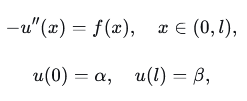 −u′′(x) = f(x), x ∈ (0, l),
u(0) = α, u(l) = β,